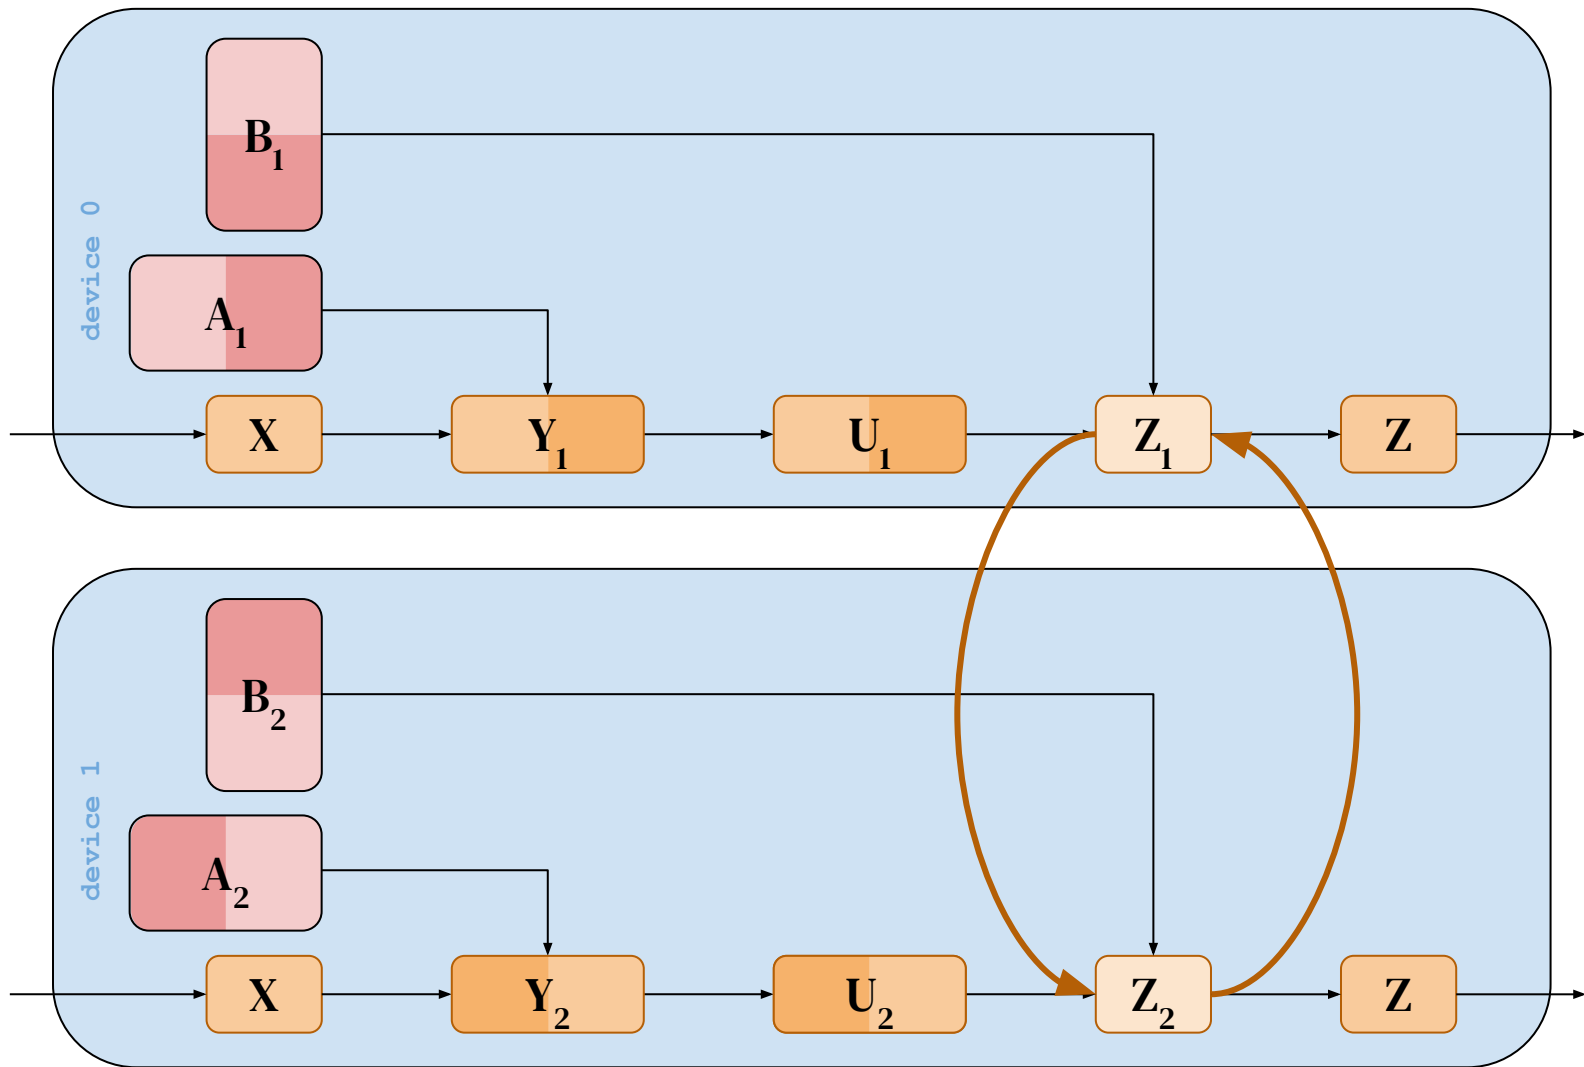 device 0
B₁
A₁
X Y₁ U₁ Z₁ Z
device 1
B₂
A₂
X Y₂ U₂ Z₂ Z